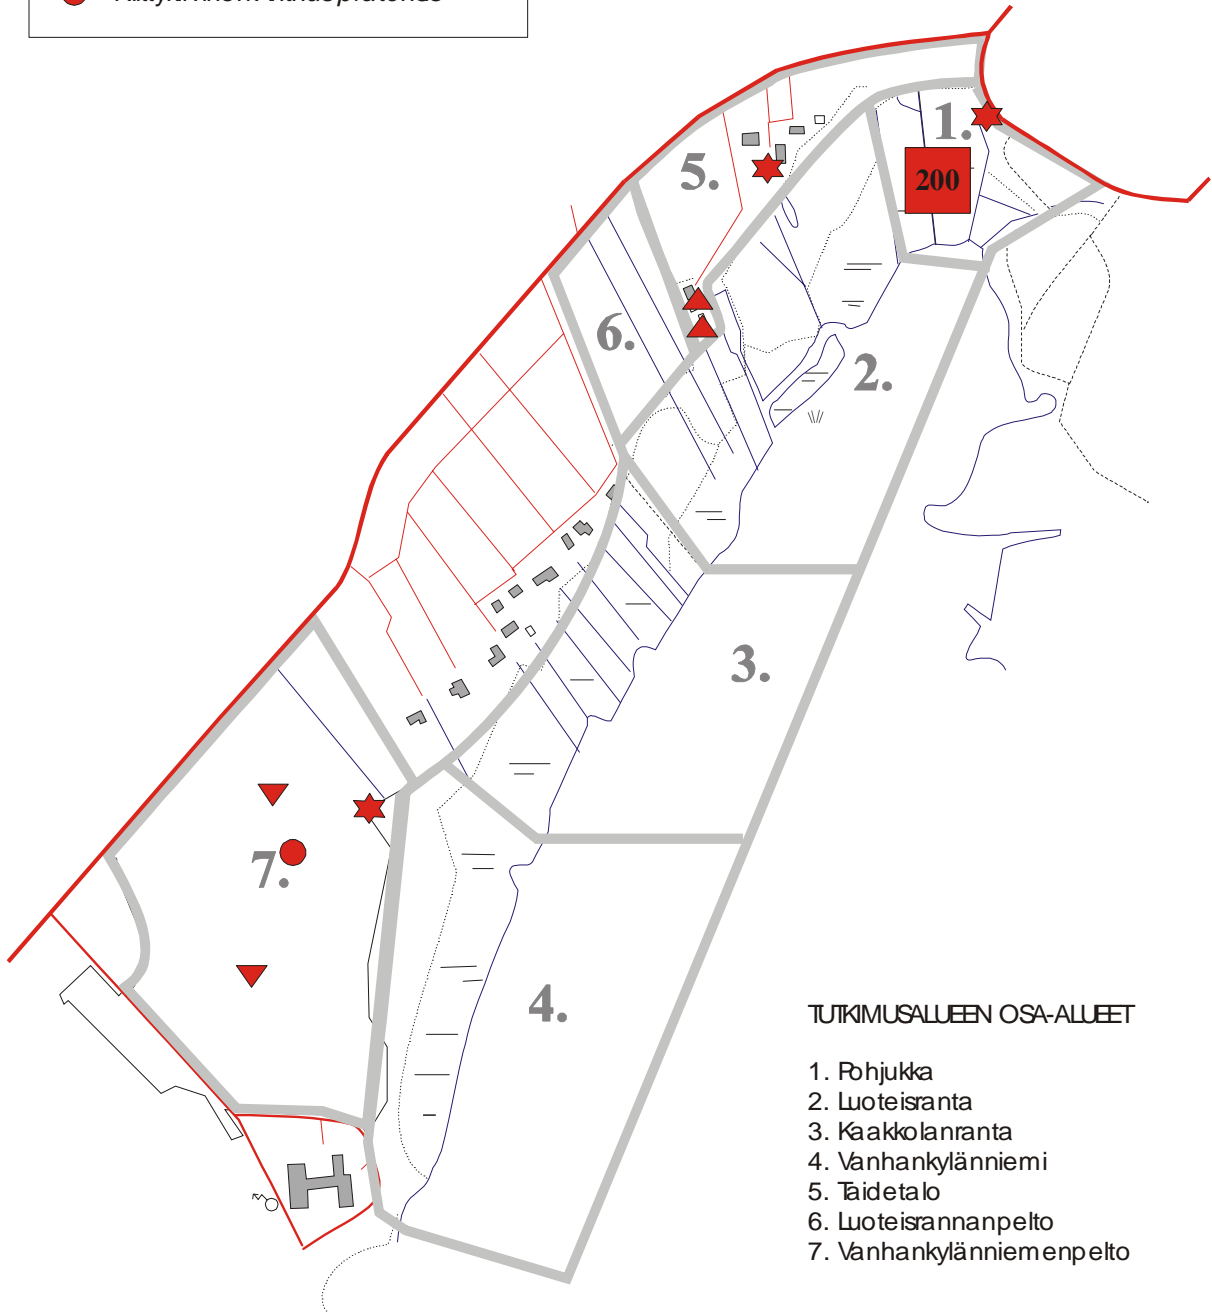 1.
5.
200
6.
2.
3.
7.
4.
TUTKIMUSALUEEN OSA-ALUEET
1. Pohjukka
2. Luoteisranta
3. Kaakkolanranta
4. Vanhankylänniemi
5. Taidetalo
6. Luoteisrannanpelto
7. Vanhankylänniemenpelto